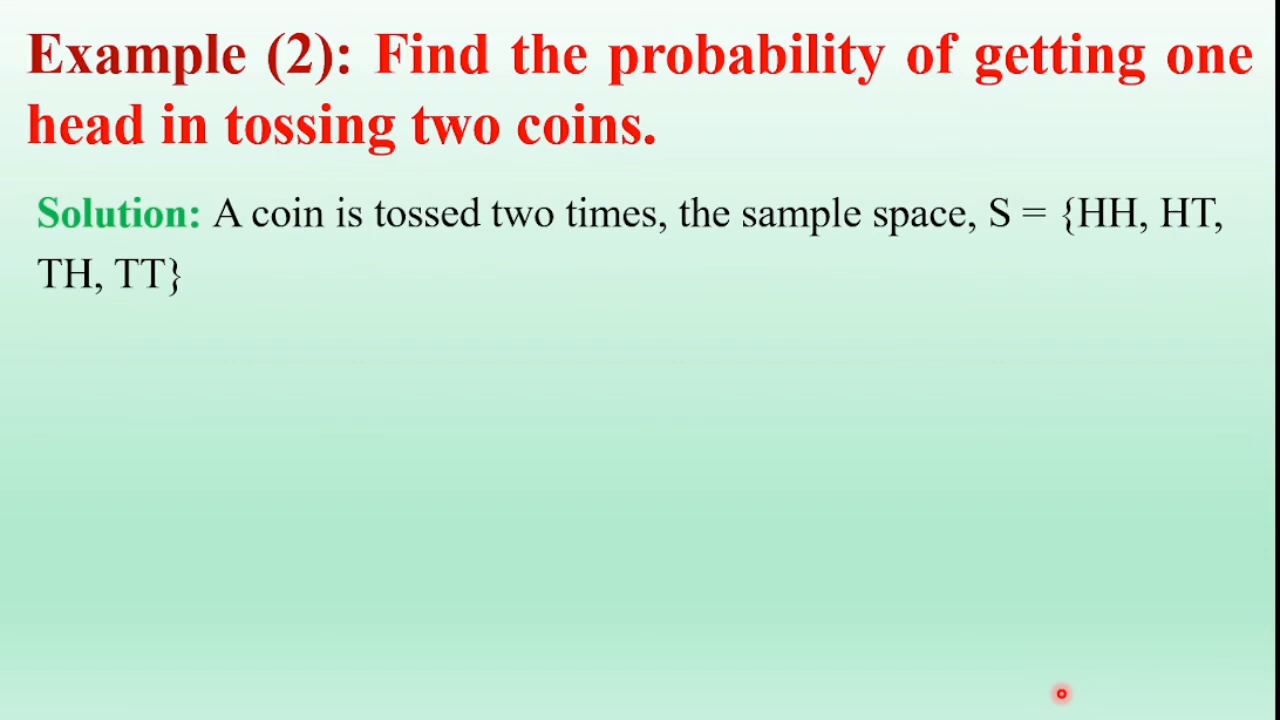 Example (2): Find the probability of getting one
head in tossing two coins.
Solution: A coin is tossed two times, the sample space, S = {HH, HT,
TH, TT}